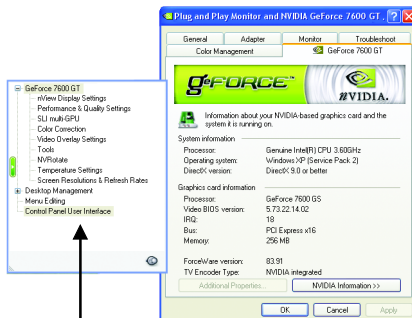 Plug and Play Monitor and NVIDIA GeForce 7600 GT .
General
Adapter
Monitor
Troubleshoot
Color Management
GeForce 7600 GT
GeFORCE™
nVIDIA.
Information about your NVIDIA-based graphics card and the
system it is running on.
System information
Processor: Genuine Intel(R) CPU 3.60GHz
Operating system: Windows XP (Service Pack 2)
DirectX version: DirectX 9.0 or better
Graphics card information
Processor: GeForce 7600 GS
Video BIOS version: 5.73.22.14.02
IRQ: 18
Bus: PCI Express x16
Memory: 256 MB
ForceWare version: 83.91
TV Encoder Type: NVIDIA integrated
Additional Properties...
NVIDIA Information >>
OK
Cancel
Apply
GeForce 7600 GT
nView Display Settings
Performance & Quality Settings
SLI multi-GPU
Color Correction
Video Overlay Settings
Tools
NVRotate
Temperature Settings
Screen Resolutions & Refresh Rates
Desktop Management
Menu Editing
Control Panel User Interface